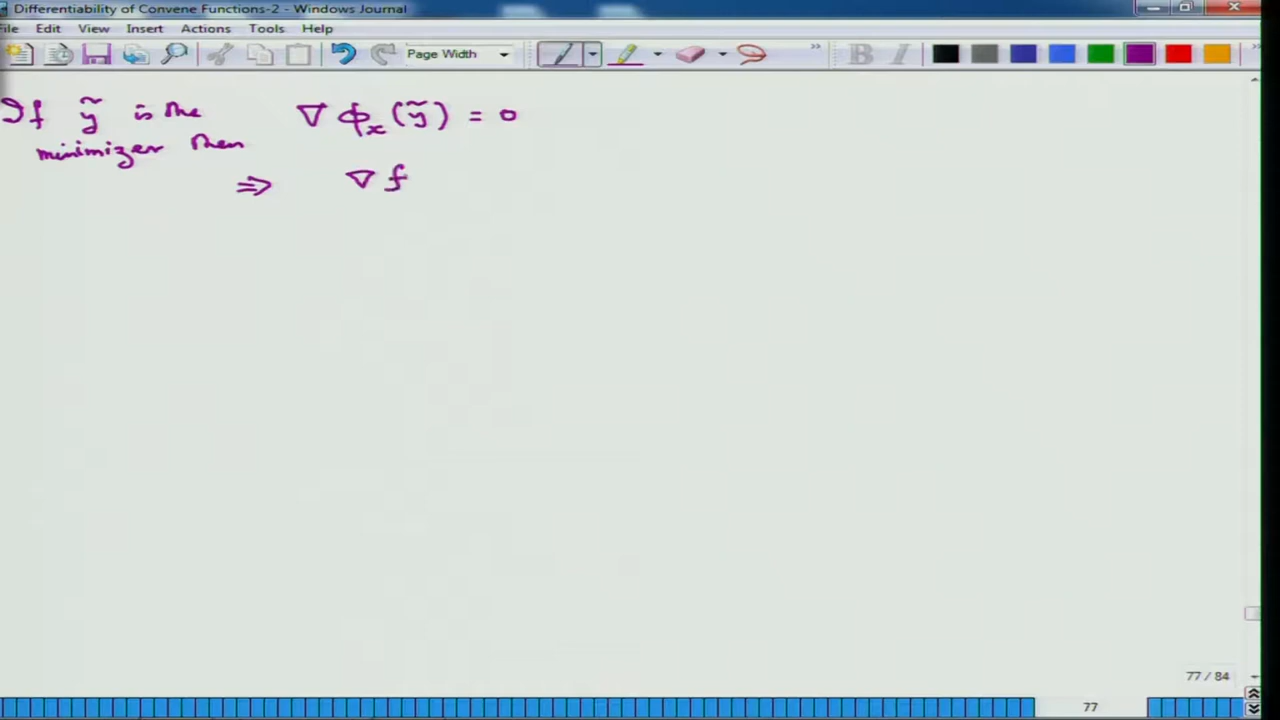 Differentiability of Convene Functions-2 - Windows Journal
File Edit View Insert Actions Tools Help
Page Width
If ỹ is the ∇ϕₓ(ỹ) = 0
minimizer then
⇒ ∇f
77 / 84
77